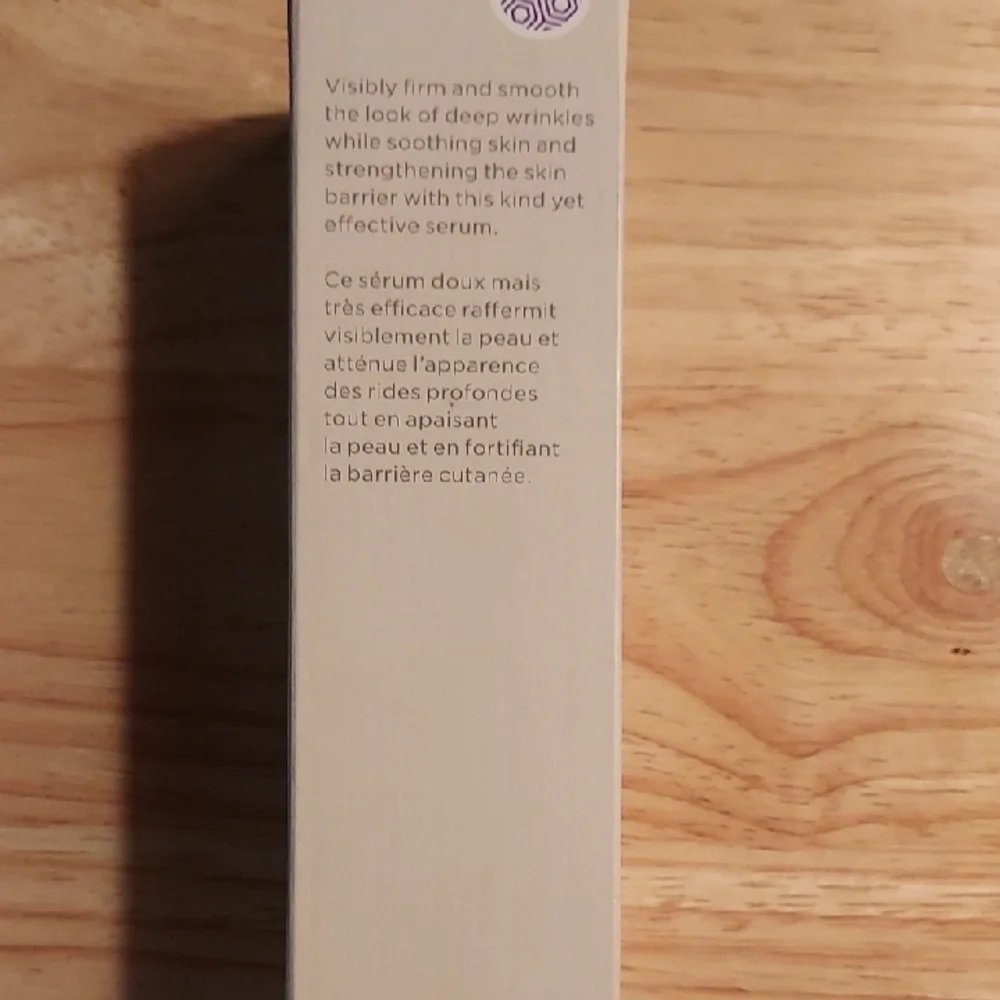 Visibly firm and smooth
the look of deep wrinkles
while soothing skin and
strengthening the skin
barrier with this kind yet
effective serum.
Ce sérum doux mais
très efficace raffermit
visiblement la peau et
atténue l'apparence
des rides profondes
tout en apaisant
la peau et en fortifiant
la barrière cutanée.